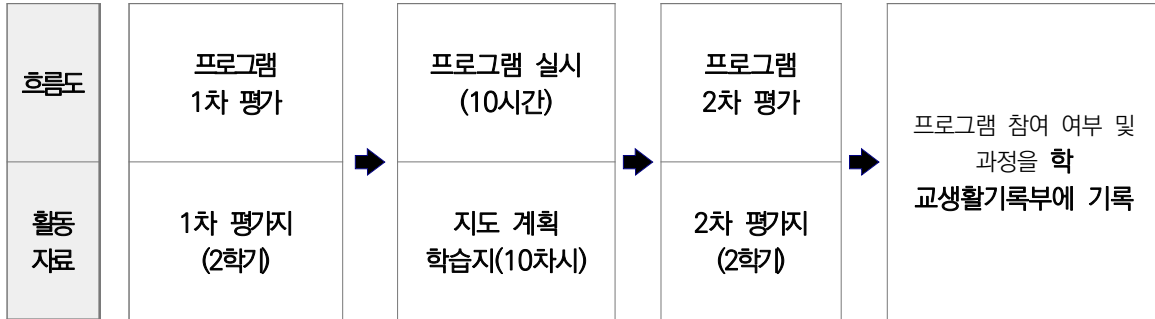 흐름도
프로그램
1차 평가
프로그램 실시
(10시간)
프로그램
2차 평가
프로그램 참여 여부 및
과정을 학
교생활기록부에 기록
활동
자료
1차 평가지
(2학기)
지도 계획
학습지(10차시)
2차 평가지
(2학기)